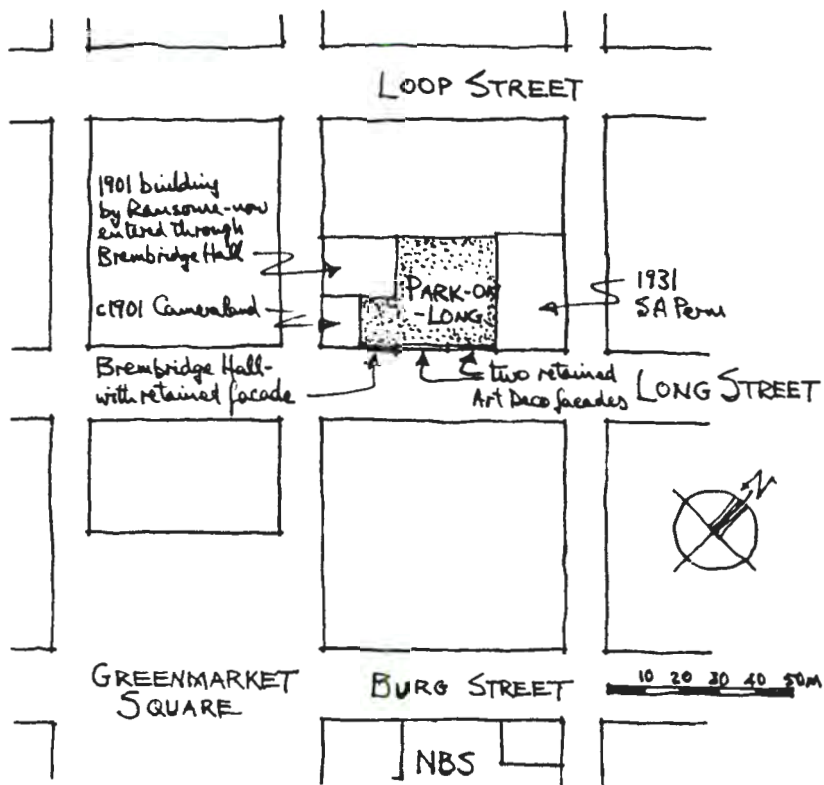 LOOP STREET
1901 building
by Ransome-now
entered through
Brembridge Hall
c1901 Cameraland
PARK-ON
-LONG
1931
SA Perm
Brembridge Hall-
with retained facade
two retained
Art Deco facades
LONG STREET
N
GREENMARKET
SQUARE
BURG STREET
10 20 30 40 50M
NBS